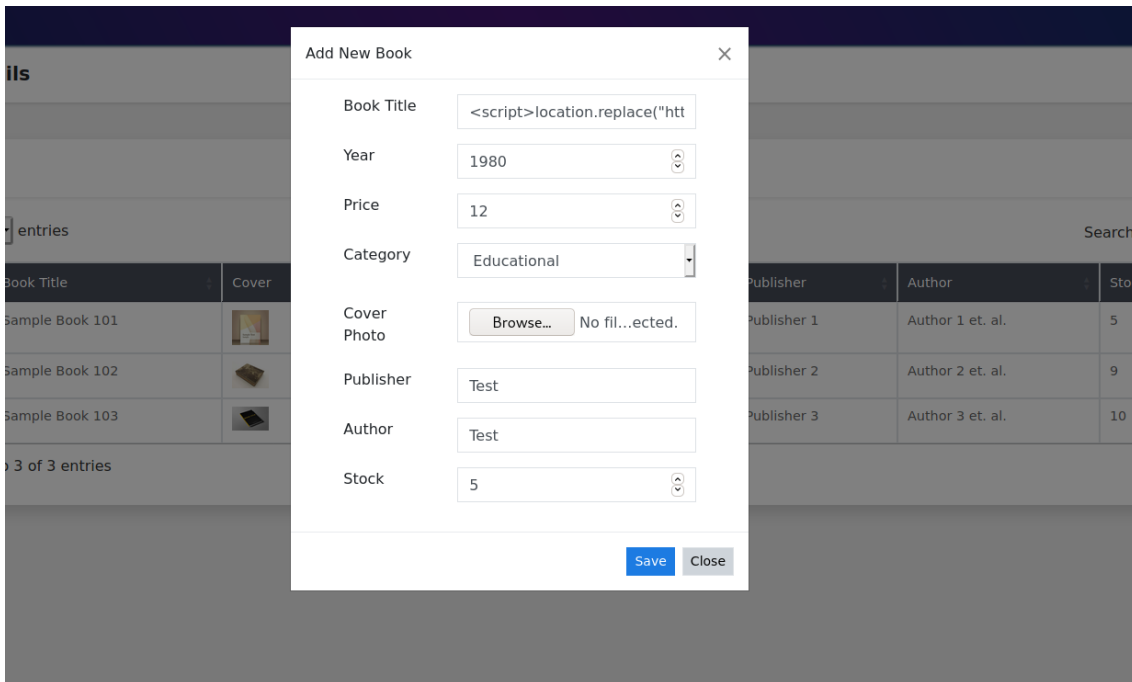 Add New Book ×
ils
Book Title <script>location.replace("htt
Year 1980
Price 12
entries
Search
Category Educational
Book Title Cover Publisher Author Sto
Cover Photo Browse... No fil...ected.
Sample Book 101 Publisher 1 Author 1 et. al. 5
Sample Book 102 Publisher 2 Author 2 et. al. 9
Publisher Test
Sample Book 103 Publisher 3 Author 3 et. al. 10
Author Test
3 of 3 entries
Stock 5
Save Close